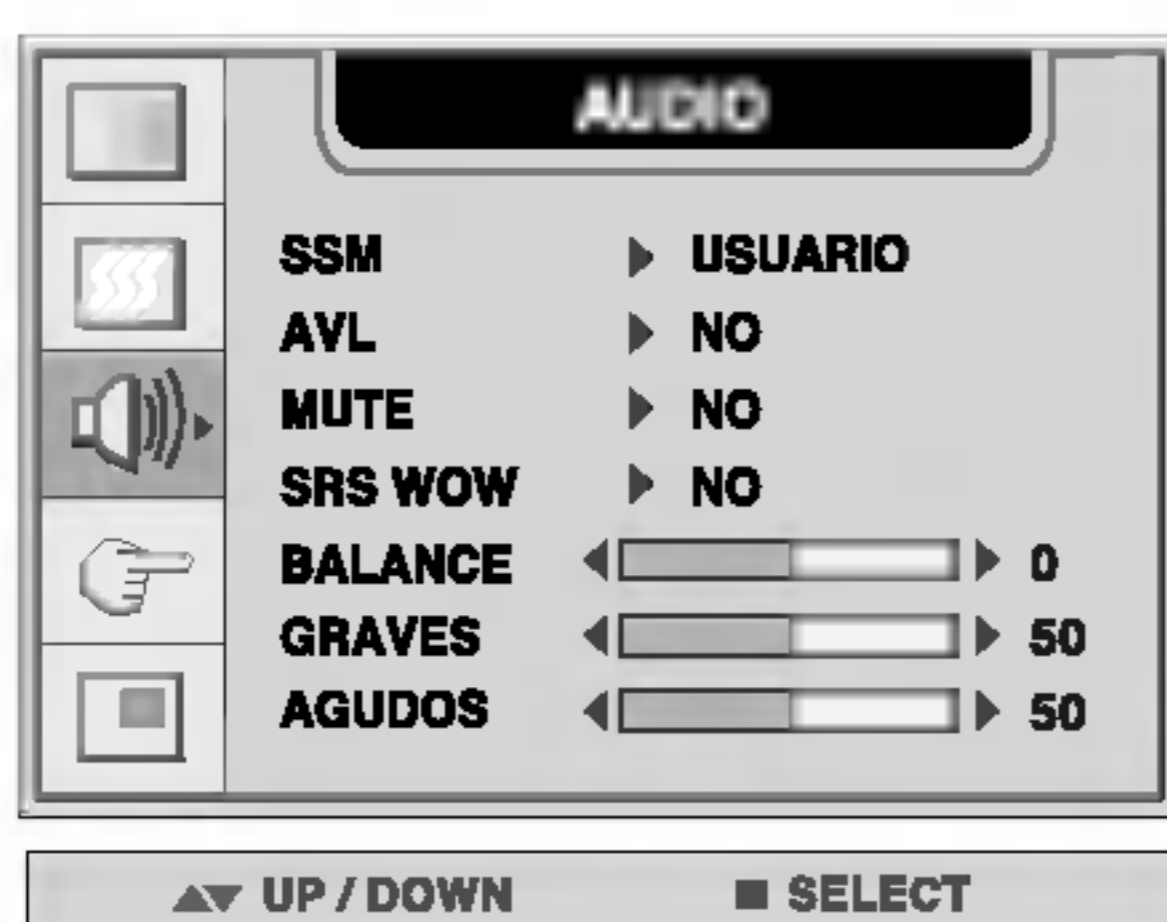 AUDIO
SSM ▶ USUARIO
AVL ▶ NO
MUTE ▶ NO
SRS WOW ▶ NO
BALANCE ◀ ▶ 0
GRAVES ◀ ▶ 50
AGUDOS ◀ ▶ 50
▲▼ UP / DOWN ■ SELECT